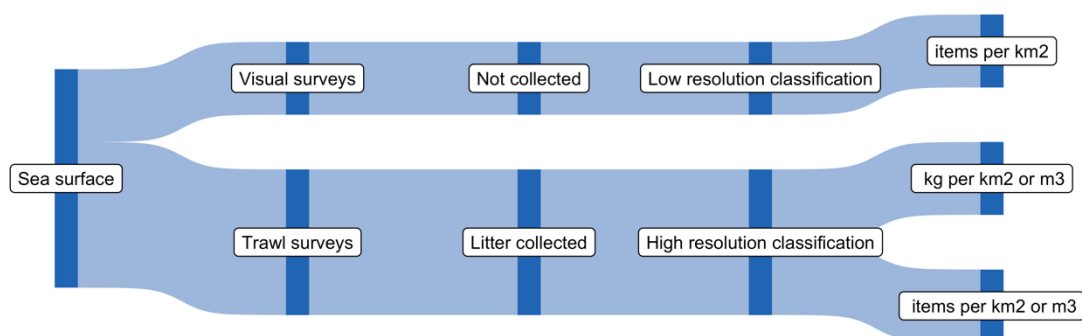 items per km2
Visual surveys
Not collected
Low resolution classification
Sea surface
kg per km2 or m3
Trawl surveys
Litter collected
High resolution classification
items per km2 or m3